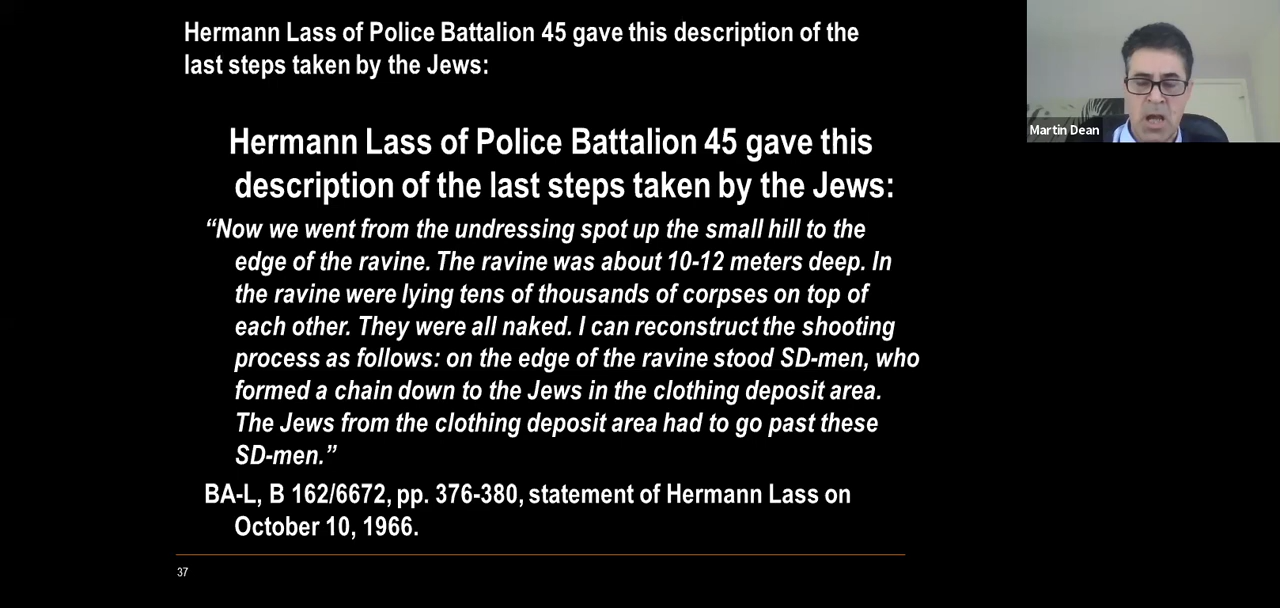 Hermann Lass of Police Battalion 45 gave this description of the
last steps taken by the Jews:
Martin Dean
Hermann Lass of Police Battalion 45 gave this
description of the last steps taken by the Jews:
“Now we went from the undressing spot up the small hill to the
edge of the ravine. The ravine was about 10-12 meters deep. In
the ravine were lying tens of thousands of corpses on top of
each other. They were all naked. I can reconstruct the shooting
process as follows: on the edge of the ravine stood SD-men, who
formed a chain down to the Jews in the clothing deposit area.
The Jews from the clothing deposit area had to go past these
SD-men.”
BA-L, B 162/6672, pp. 376-380, statement of Hermann Lass on
October 10, 1966.
37